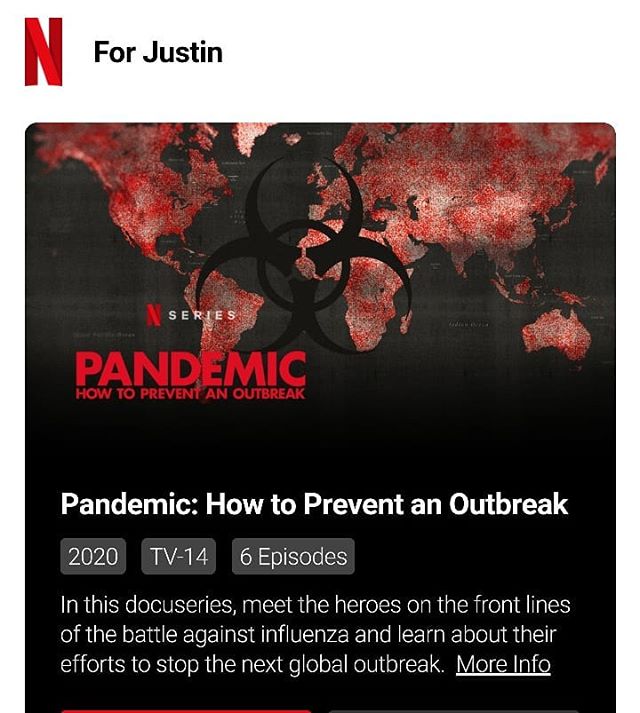 For Justin
N SERIES
PANDEMIC
HOW TO PREVENT AN OUTBREAK
Pandemic: How to Prevent an Outbreak
2020 TV-14 6 Episodes
In this docuseries, meet the heroes on the front lines
of the battle against influenza and learn about their
efforts to stop the next global outbreak. More Info